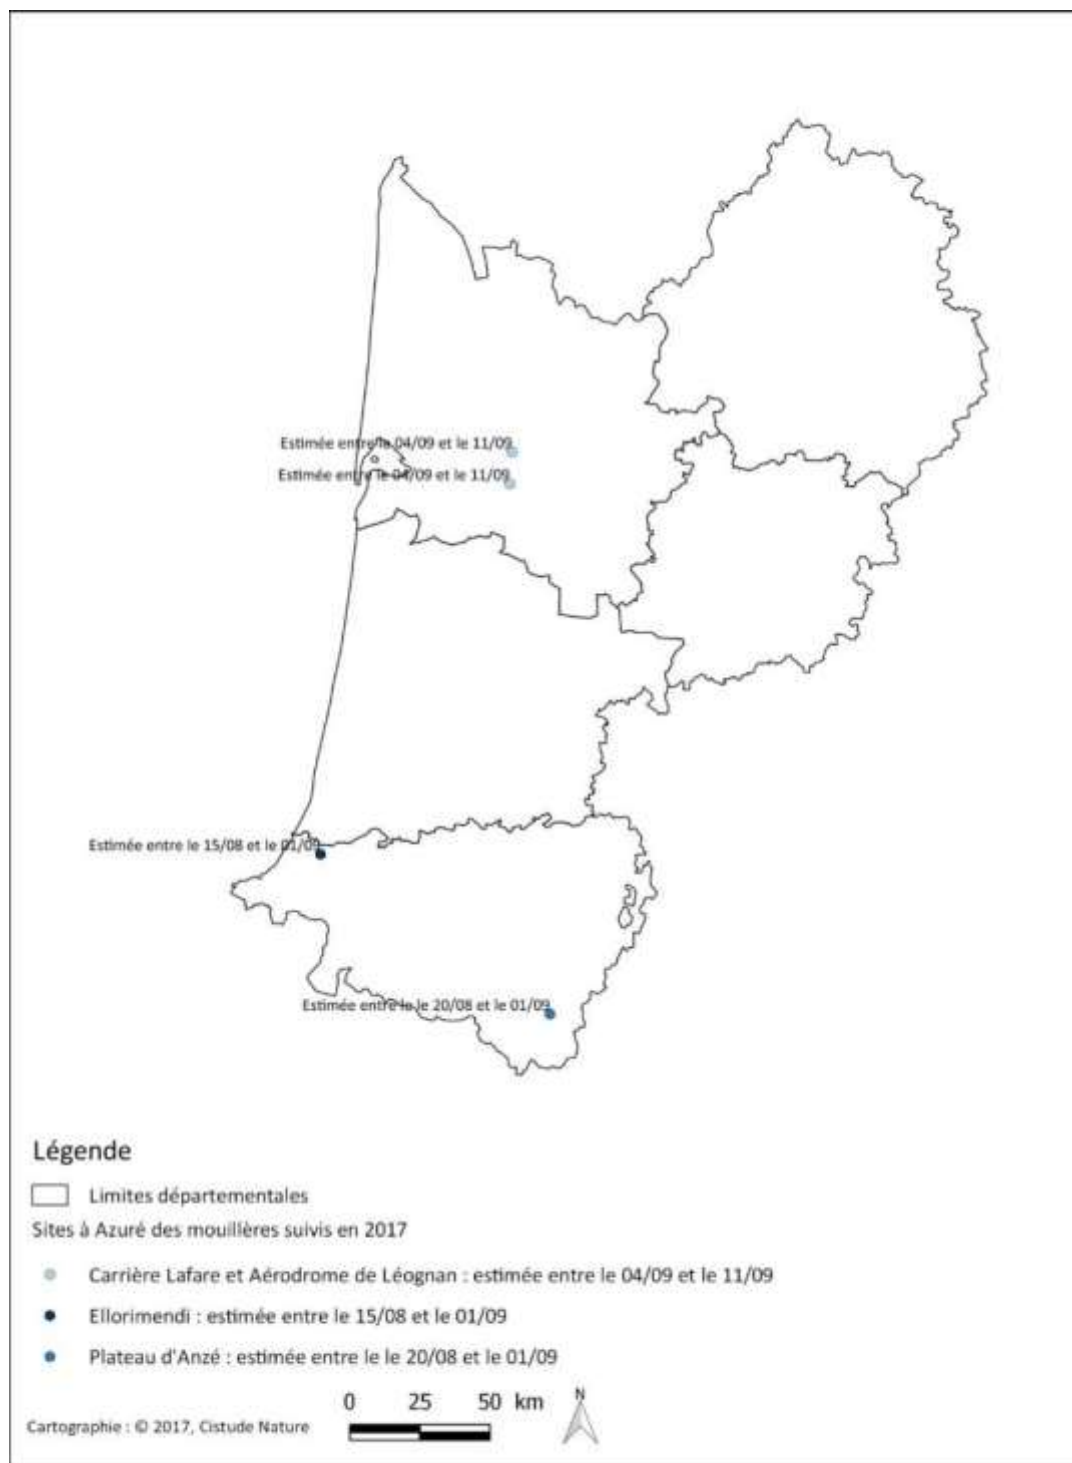 Estimée entre le 04/09 et le 11/09
Estimée entre le 04/09 et le 11/09
Estimée entre le 15/08 et le 01/09
Estimée entre le le 20/08 et le 01/09
Légende
Limites départementales
Sites à Azuré des mouillères suivis en 2017
Carrière Lafare et Aérodrome de Léognan : estimée entre le 04/09 et le 11/09
Ellorimendi : estimée entre le 15/08 et le 01/09
Plateau d'Anzé : estimée entre le le 20/08 et le 01/09
0 25 50 km
N
Cartographie : © 2017, Cistude Nature